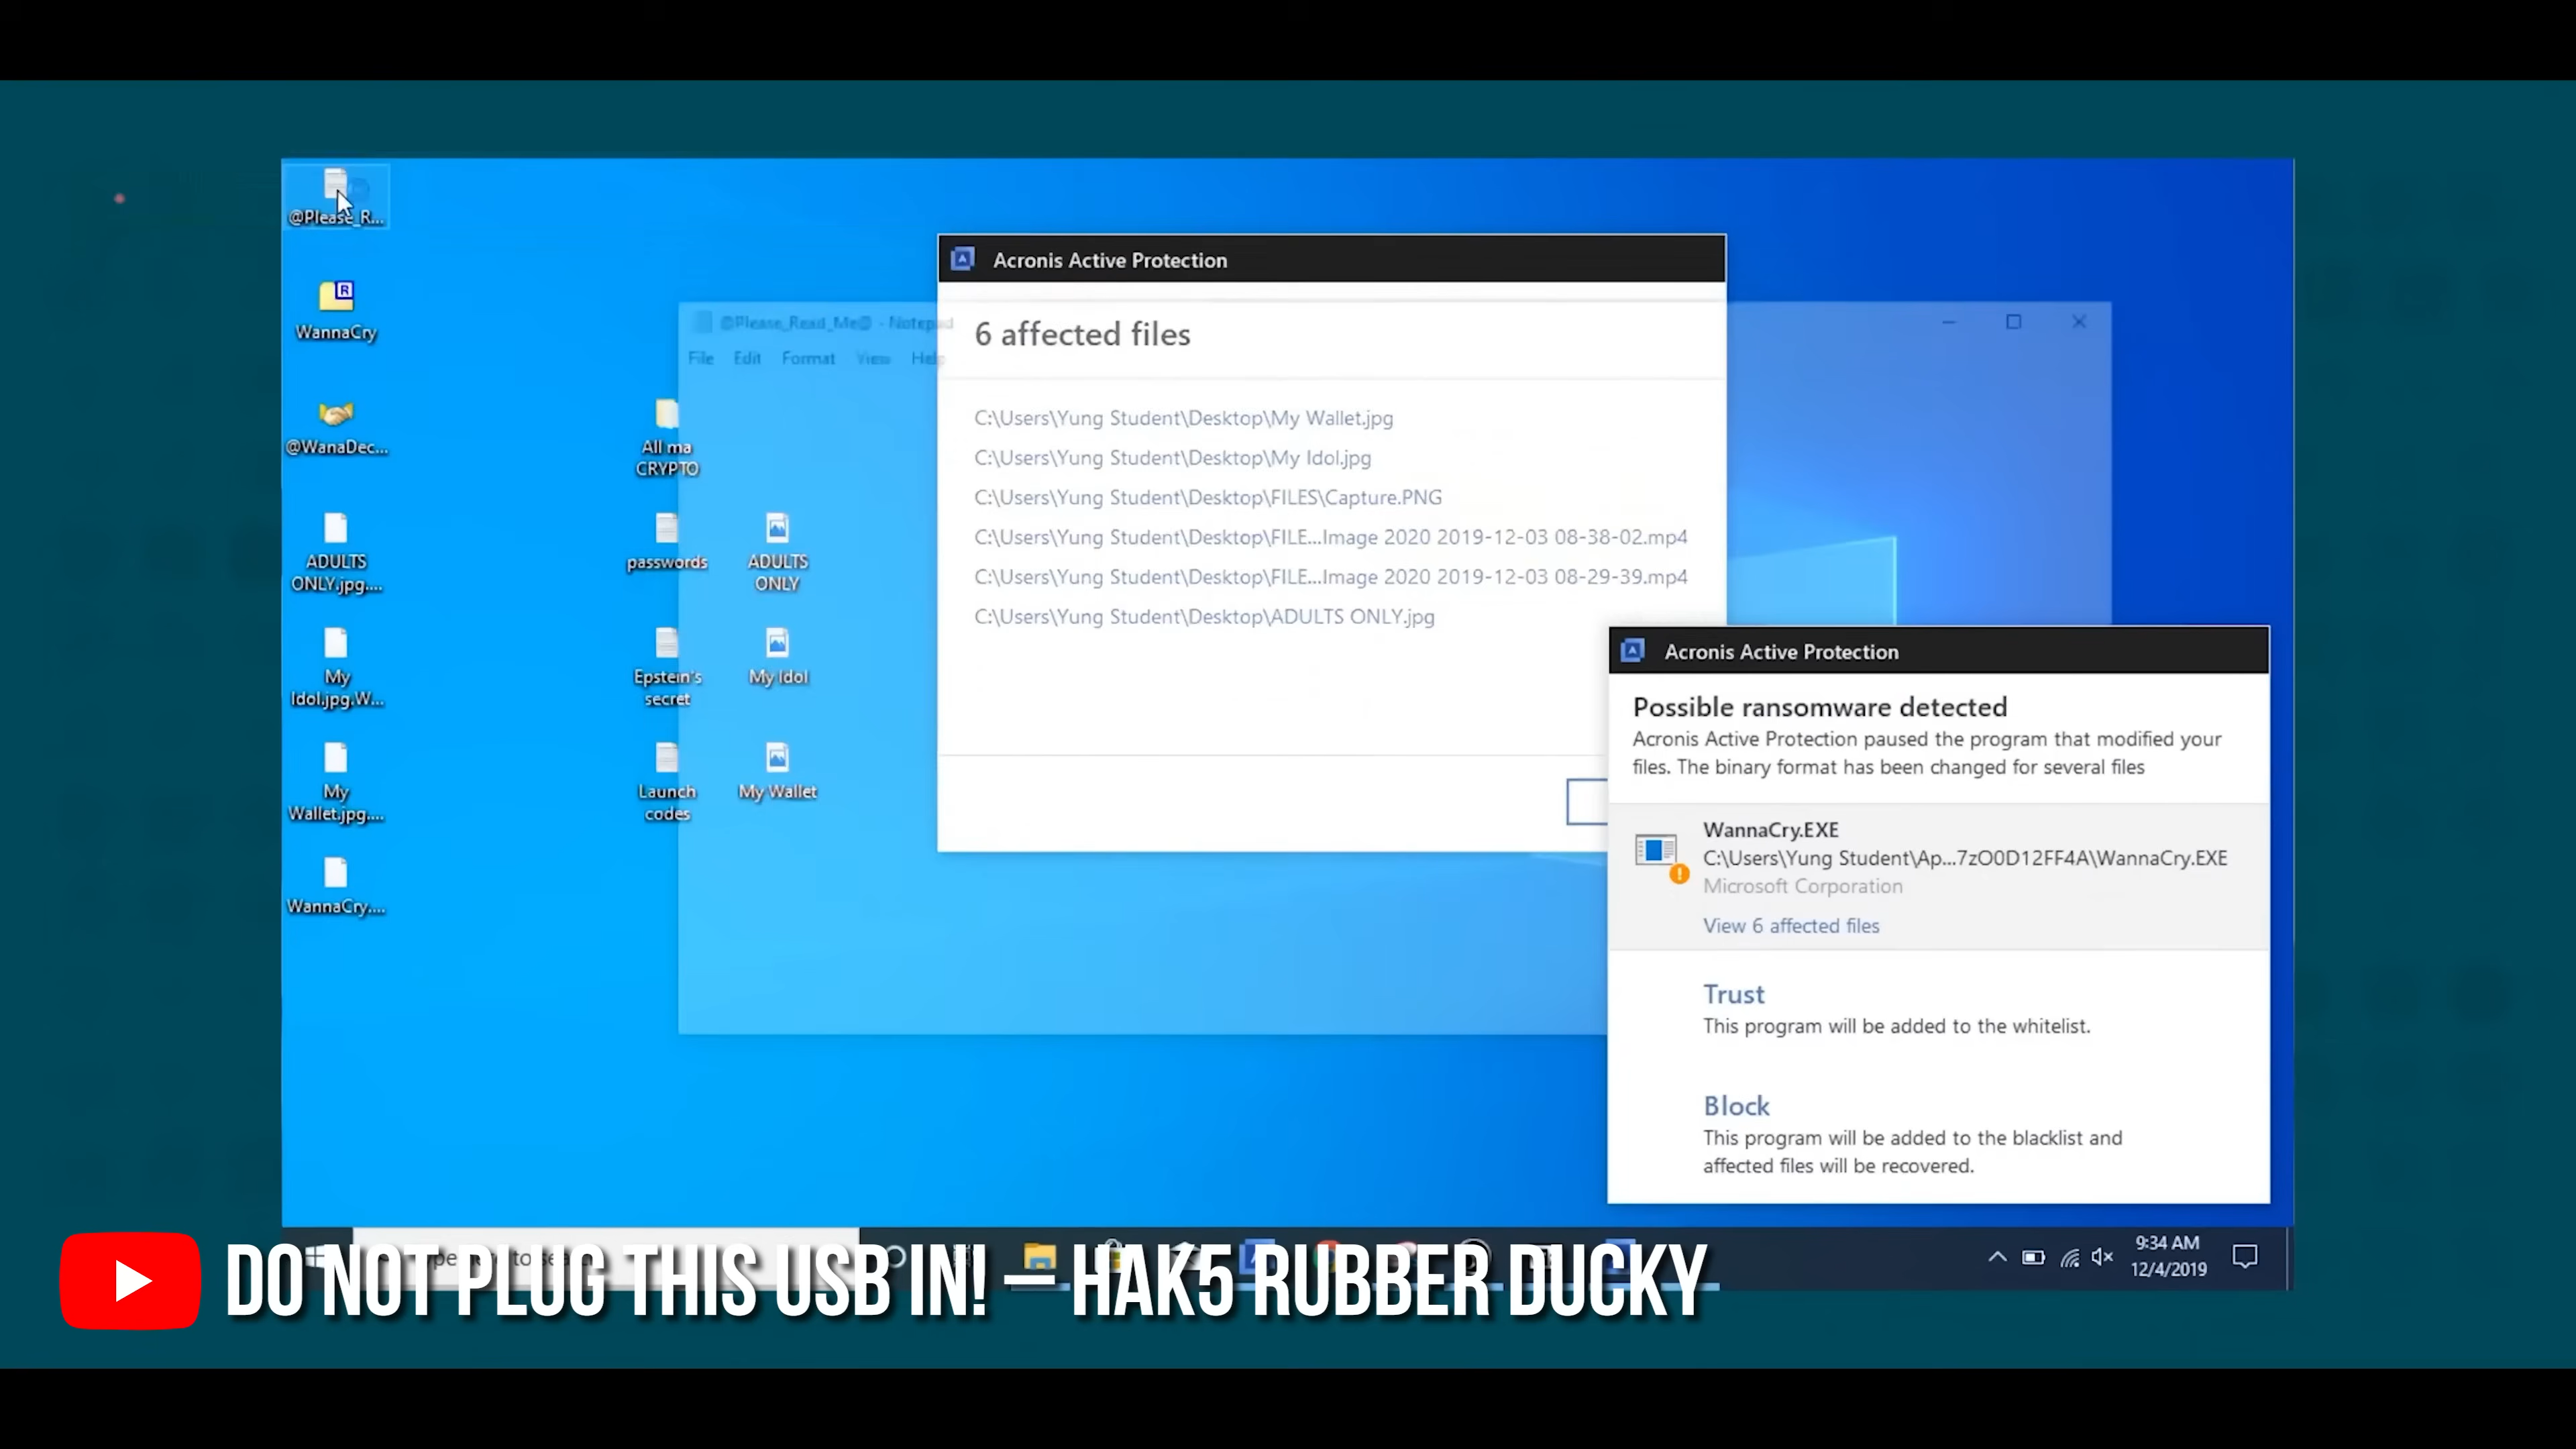 @Please_R...
WannaCry
@WanaDec...
ADULTS
ONLY.jpg....
My
Idol.jpg.W...
My
Wallet.jpg....
WannaCry....
All ma
CRYPTO
passwords
Epstein's
secret
Launch
codes
ADULTS
ONLY
My Idol
My Wallet
@Please_Read_Me@ - Notepad
File Edit Format View Help
Acronis Active Protection
6 affected files
C:\Users\Yung Student\Desktop\My Wallet.jpg
C:\Users\Yung Student\Desktop\My Idol.jpg
C:\Users\Yung Student\Desktop\FILES\Capture.PNG
C:\Users\Yung Student\Desktop\FILE...Image 2020 2019-12-03 08-38-02.mp4
C:\Users\Yung Student\Desktop\FILE...Image 2020 2019-12-03 08-29-39.mp4
C:\Users\Yung Student\Desktop\ADULTS ONLY.jpg
Acronis Active Protection
Possible ransomware detected
Acronis Active Protection paused the program that modified your
files. The binary format has been changed for several files
WannaCry.EXE
C:\Users\Yung Student\Ap...7zO0D12FF4A\WannaCry.EXE
Microsoft Corporation
View 6 affected files
Trust
This program will be added to the whitelist.
Block
This program will be added to the blacklist and
affected files will be recovered.
9:34 AM
12/4/2019
DO NOT PLUG THIS USB IN! — HAK5 RUBBER DUCKY